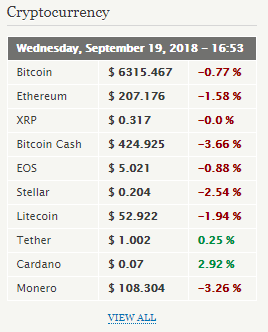 Cryptocurrency
Wednesday, September 19, 2018 – 16:53
Bitcoin $ 6315.467 -0.77 %
Ethereum $ 207.176 -1.58 %
XRP $ 0.317 -0.0 %
Bitcoin Cash $ 424.925 -3.66 %
EOS $ 5.021 -0.88 %
Stellar $ 0.204 -2.54 %
Litecoin $ 52.922 -1.94 %
Tether $ 1.002 0.25 %
Cardano $ 0.07 2.92 %
Monero $ 108.304 -3.26 %
VIEW ALL